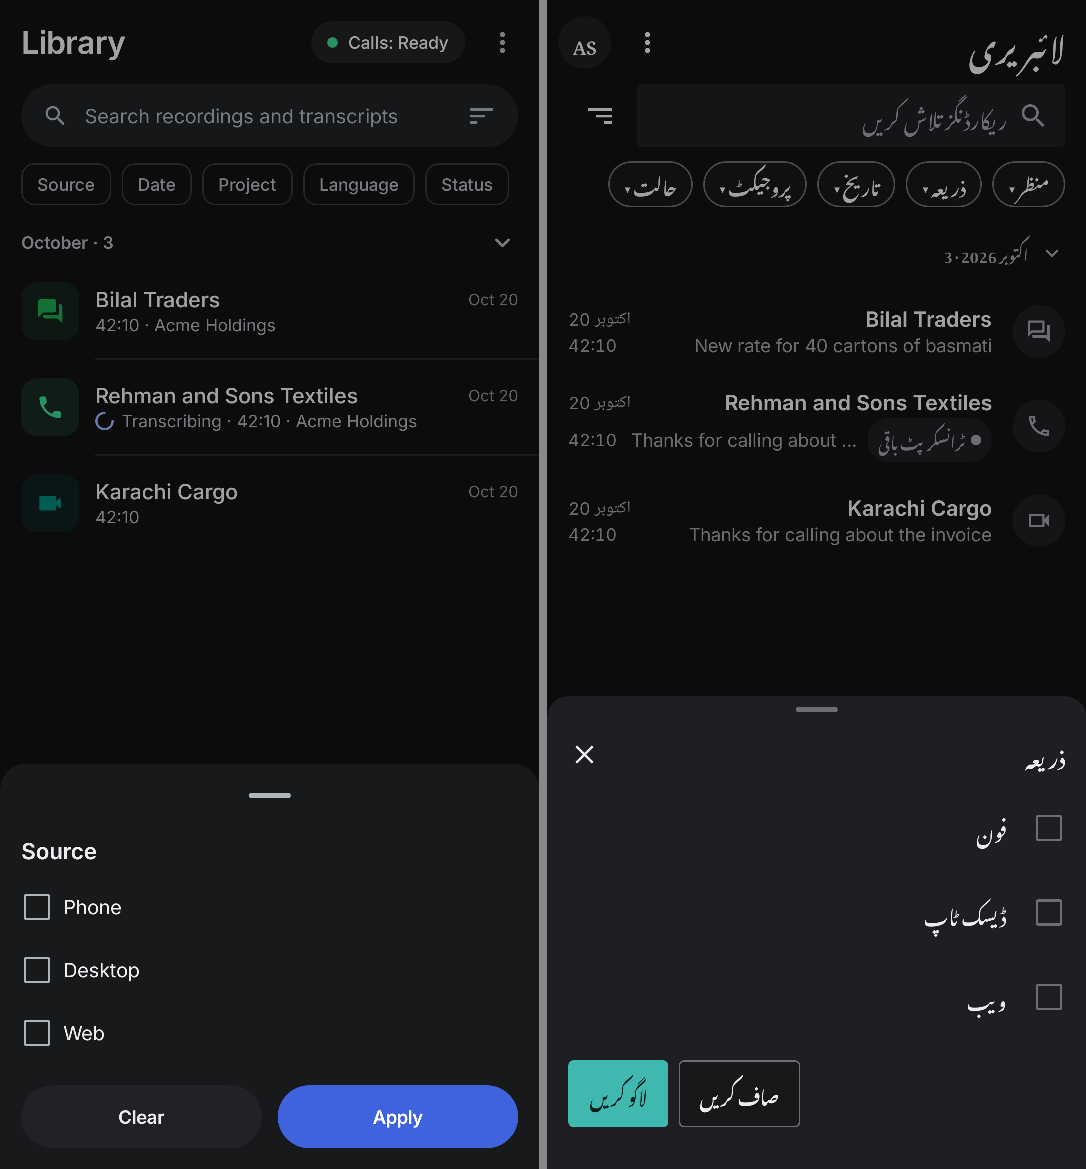 Library
Calls: Ready
Search recordings and transcripts
Source
Date
Project
Language
Status
October · 3
Bilal Traders
Oct 20
42:10 · Acme Holdings
Rehman and Sons Textiles
Oct 20
Transcribing · 42:10 · Acme Holdings
Karachi Cargo
Oct 20
42:10
Source
Phone
Desktop
Web
Clear
Apply
لائبریری
AS
ریکارڈنگز تلاش کریں
منظر
ذریعہ
تاریخ
پروجیکٹ
حالت
اکتوبر 2026 · 3
Bilal Traders
20 اکتوبر
New rate for 40 cartons of basmati
42:10
Rehman and Sons Textiles
20 اکتوبر
ٹرانسکرپٹ باقی
Thanks for calling about ...
42:10
Karachi Cargo
20 اکتوبر
Thanks for calling about the invoice
42:10
ذریعہ
فون
ڈیسک ٹاپ
ویب
صاف کریں
لاگو کریں